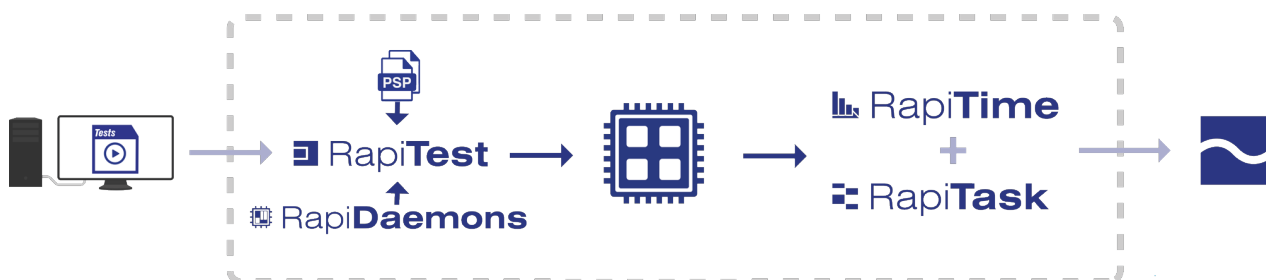 Tests
PSP
RapiTest
RapiDaemons
RapiTime
+
RapiTask